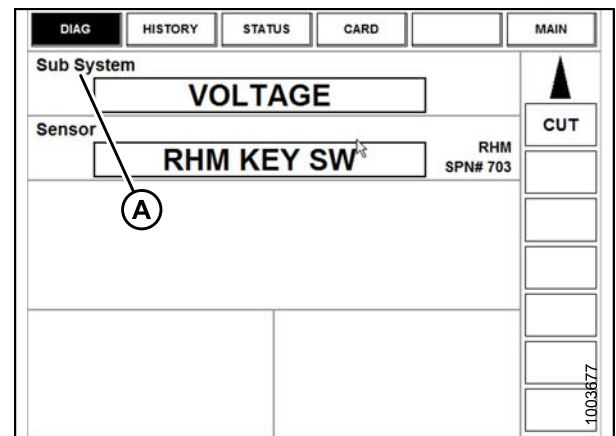 DIAG HISTORY STATUS CARD MAIN
Sub System
VOLTAGE
CUT
Sensor
RHM KEY SW
RHM
SPN# 703
A
1003677